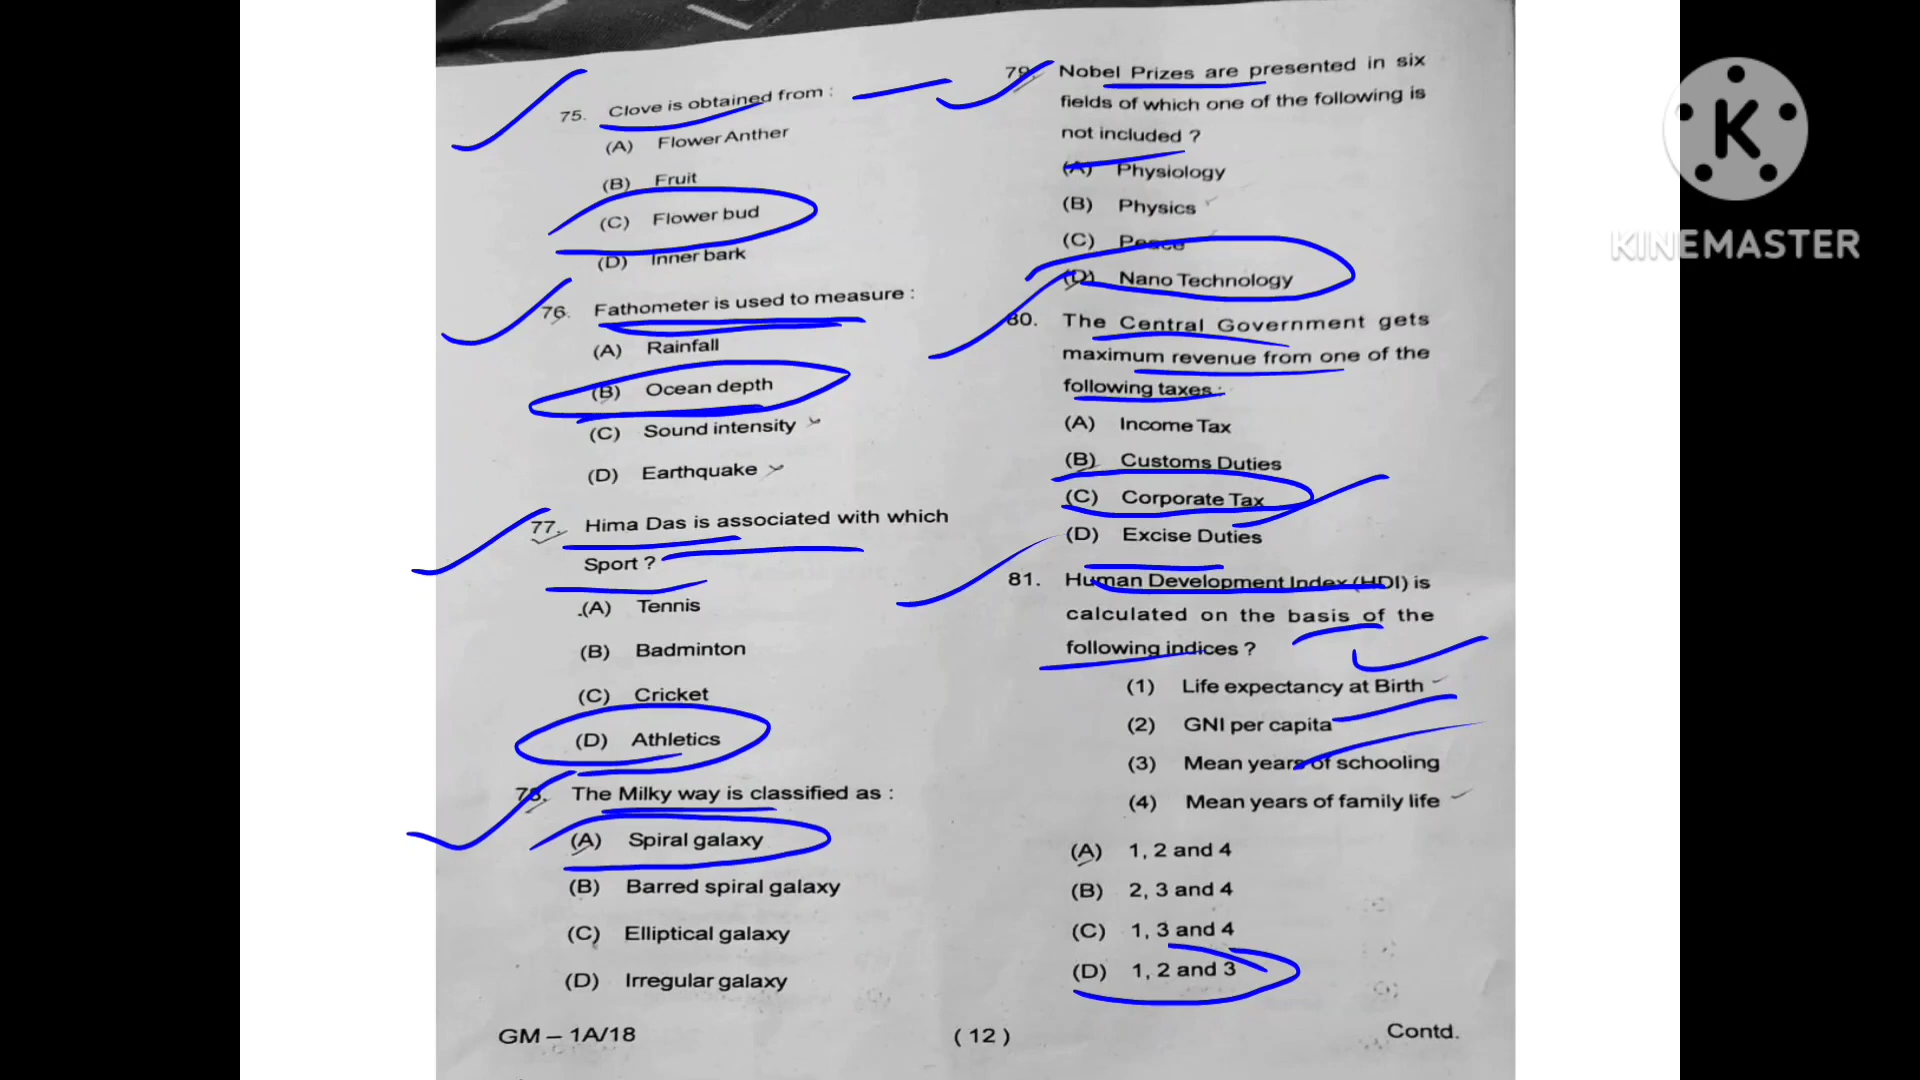 75. Clove is obtained from :
(A) Flower Anther
(B) Fruit
(C) Flower bud
(D) Inner bark
76. Fathometer is used to measure :
(A) Rainfall
(B) Ocean depth
(C) Sound intensity
(D) Earthquake
77. Hima Das is associated with which
Sport ?
(A) Tennis
(B) Badminton
(C) Cricket
(D) Athletics
78. The Milky way is classified as :
(A) Spiral galaxy
(B) Barred spiral galaxy
(C) Elliptical galaxy
(D) Irregular galaxy
79. Nobel Prizes are presented in six
fields of which one of the following is
not included ?
(A) Physiology
(B) Physics
(C) Peace
(D) Nano Technology
80. The Central Government gets
maximum revenue from one of the
following taxes :
(A) Income Tax
(B) Customs Duties
(C) Corporate Tax
(D) Excise Duties
81. Human Development Index (HDI) is
calculated on the basis of the
following indices ?
(1) Life expectancy at Birth
(2) GNI per capita
(3) Mean years of schooling
(4) Mean years of family life
(A) 1, 2 and 4
(B) 2, 3 and 4
(C) 1, 3 and 4
(D) 1, 2 and 3
GM – 1A/18
( 12 )
Contd.
K
KINEMASTER